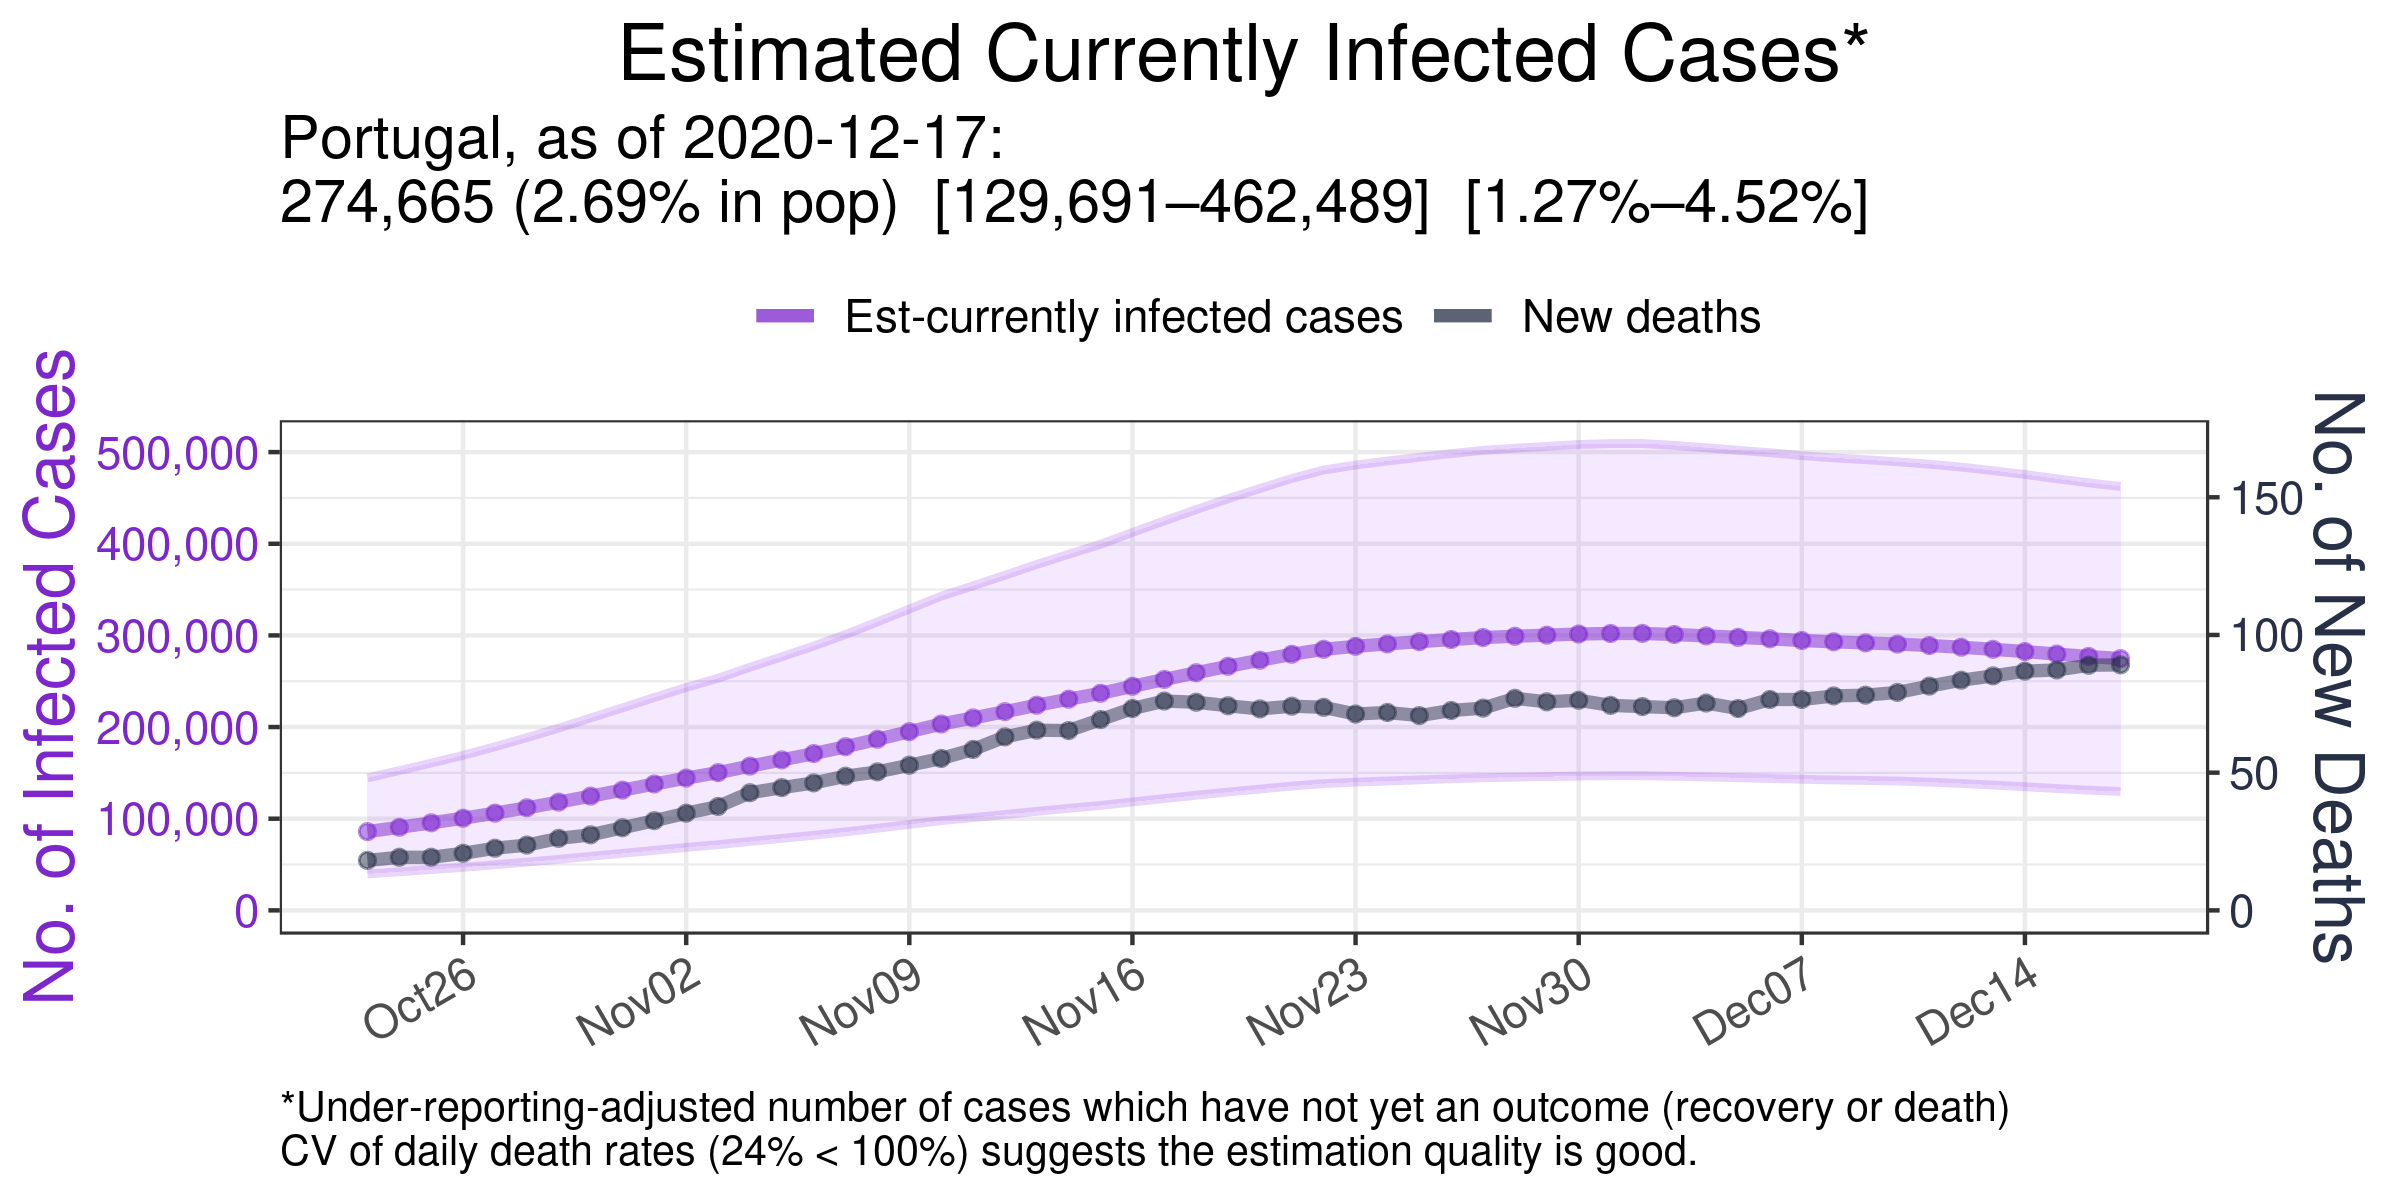 Estimated Currently Infected Cases*
Portugal, as of 2020-12-17:
274,665 (2.69% in pop)  [129,691–462,489]  [1.27%–4.52%]
Est-currently infected cases
New deaths
No. of Infected Cases
500,000
400,000
300,000
200,000
100,000
0
150
100
50
0
No. of New Deaths
Oct26
Nov02
Nov09
Nov16
Nov23
Nov30
Dec07
Dec14
*Under-reporting-adjusted number of cases which have not yet an outcome (recovery or death)
CV of daily death rates (24% < 100%) suggests the estimation quality is good.